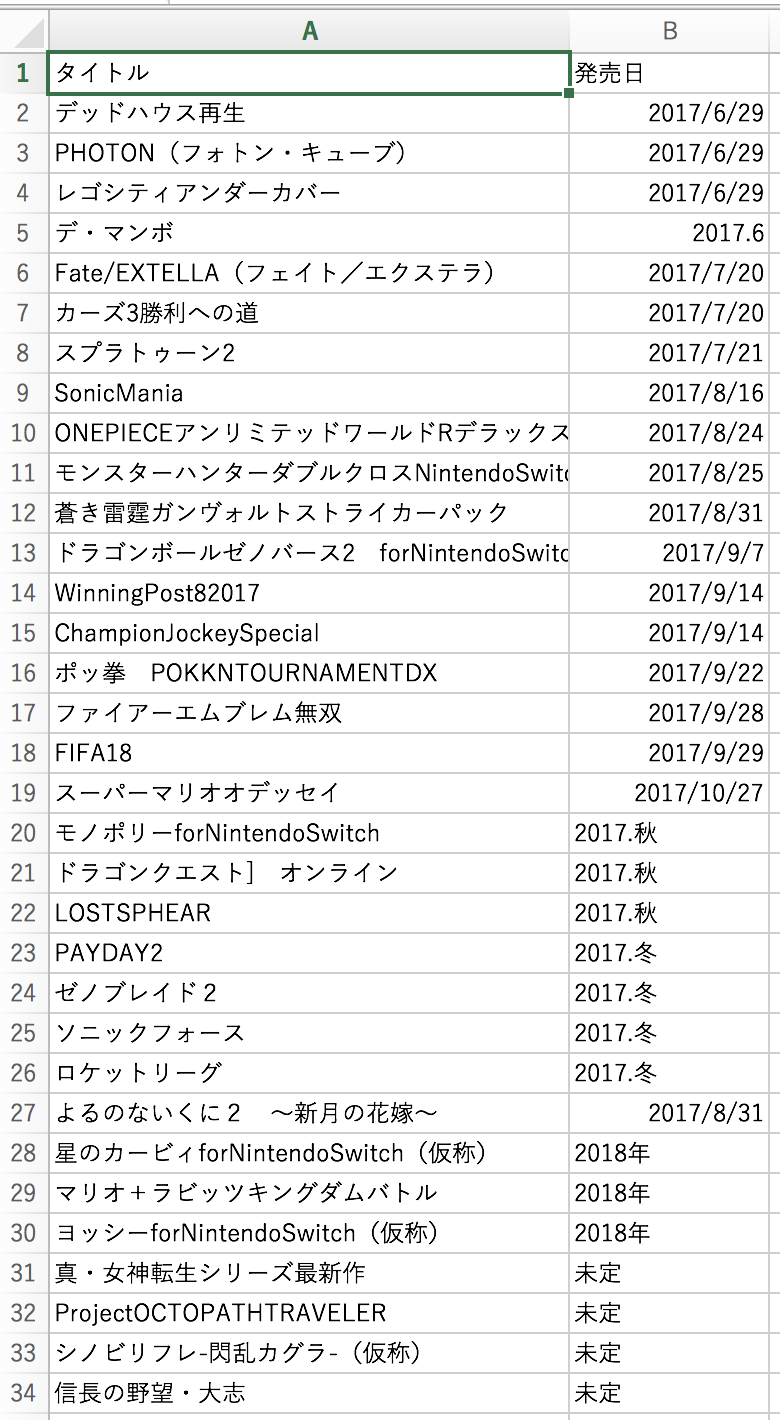 A B
1 タイトル 発売日
2 デッドハウス再生 2017/6/29
3 PHOTON（フォトン・キューブ） 2017/6/29
4 レゴシティアンダーカバー 2017/6/29
5 デ・マンボ 2017.6
6 Fate/EXTELLA（フェイト／エクステラ） 2017/7/20
7 カーズ3勝利への道 2017/7/20
8 スプラトゥーン2 2017/7/21
9 SonicMania 2017/8/16
10 ONEPIECEアンリミテッドワールドRデラックス 2017/8/24
11 モンスターハンターダブルクロスNintendoSwitc 2017/8/25
12 蒼き雷霆ガンヴォルトストライカーパック 2017/8/31
13 ドラゴンボールゼノバース2　forNintendoSwitc 2017/9/7
14 WinningPost82017 2017/9/14
15 ChampionJockeySpecial 2017/9/14
16 ポッ拳　POKKNTOURNAMENTDX 2017/9/22
17 ファイアーエムブレム無双 2017/9/28
18 FIFA18 2017/9/29
19 スーパーマリオオデッセイ 2017/10/27
20 モノポリーforNintendoSwitch 2017.秋
21 ドラゴンクエスト］　オンライン 2017.秋
22 LOSTSPHEAR 2017.秋
23 PAYDAY2 2017.冬
24 ゼノブレイド２ 2017.冬
25 ソニックフォース 2017.冬
26 ロケットリーグ 2017.冬
27 よるのないくに２　〜新月の花嫁〜 2017/8/31
28 星のカービィforNintendoSwitch（仮称） 2018年
29 マリオ＋ラビッツキングダムバトル 2018年
30 ヨッシーforNintendoSwitch（仮称） 2018年
31 真・女神転生シリーズ最新作 未定
32 ProjectOCTOPATHTRAVELER 未定
33 シノビリフレ-閃乱カグラ-（仮称） 未定
34 信長の野望・大志 未定